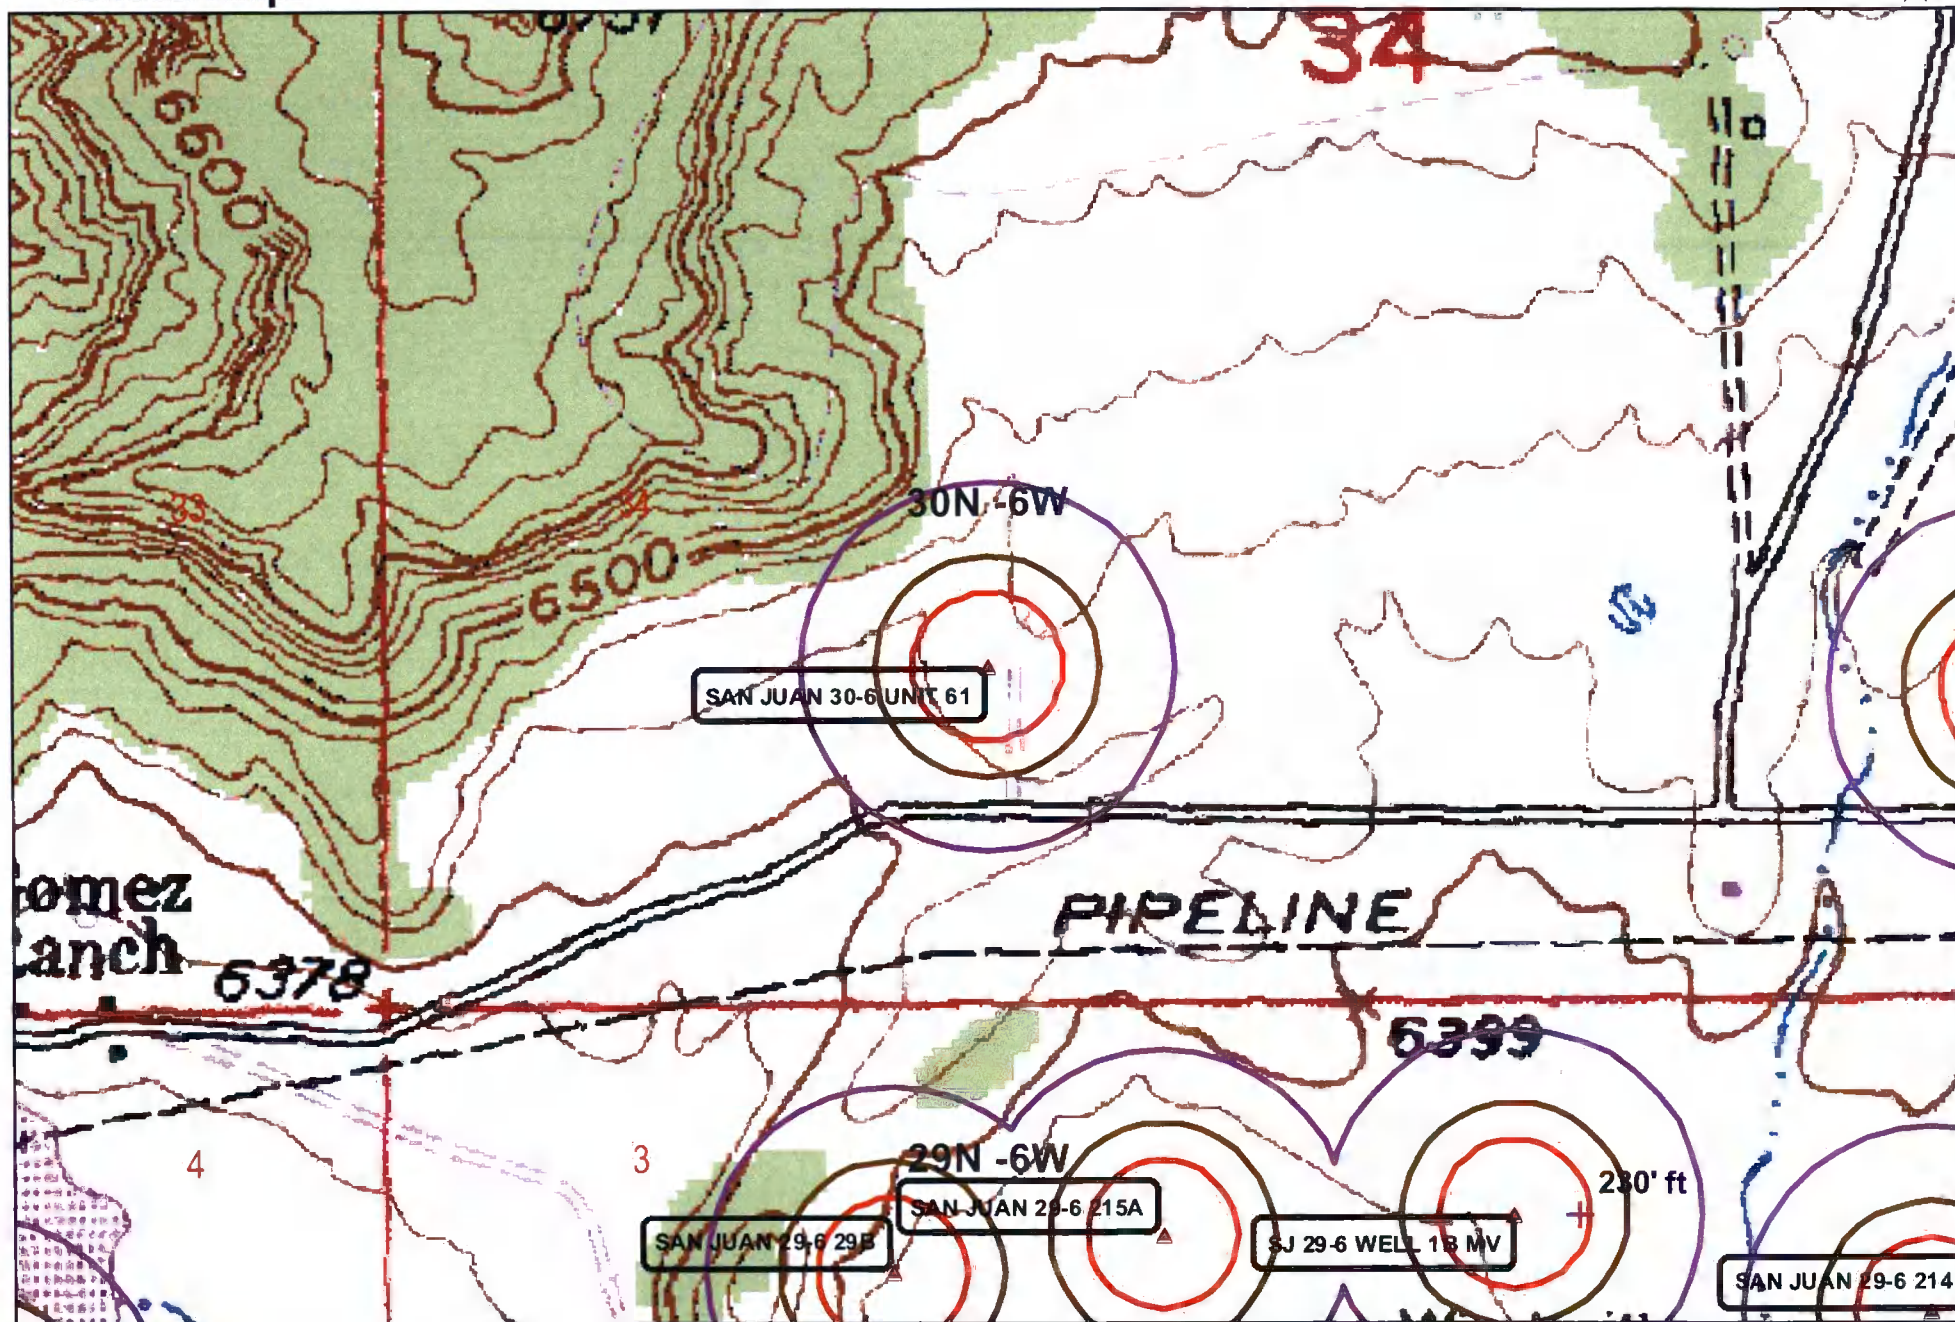 34
6600
33
34
30N -6W
6500
SAN JUAN 30-6 UNIT 61
PIPELINE
omez
anch
6378
6399
4
3
29N -6W
230' ft
SAN JUAN 29-6 215A
SAN JUAN 29-6 29B
SJ 29-6 WELL 1B MV
SAN JUAN 29-6 214